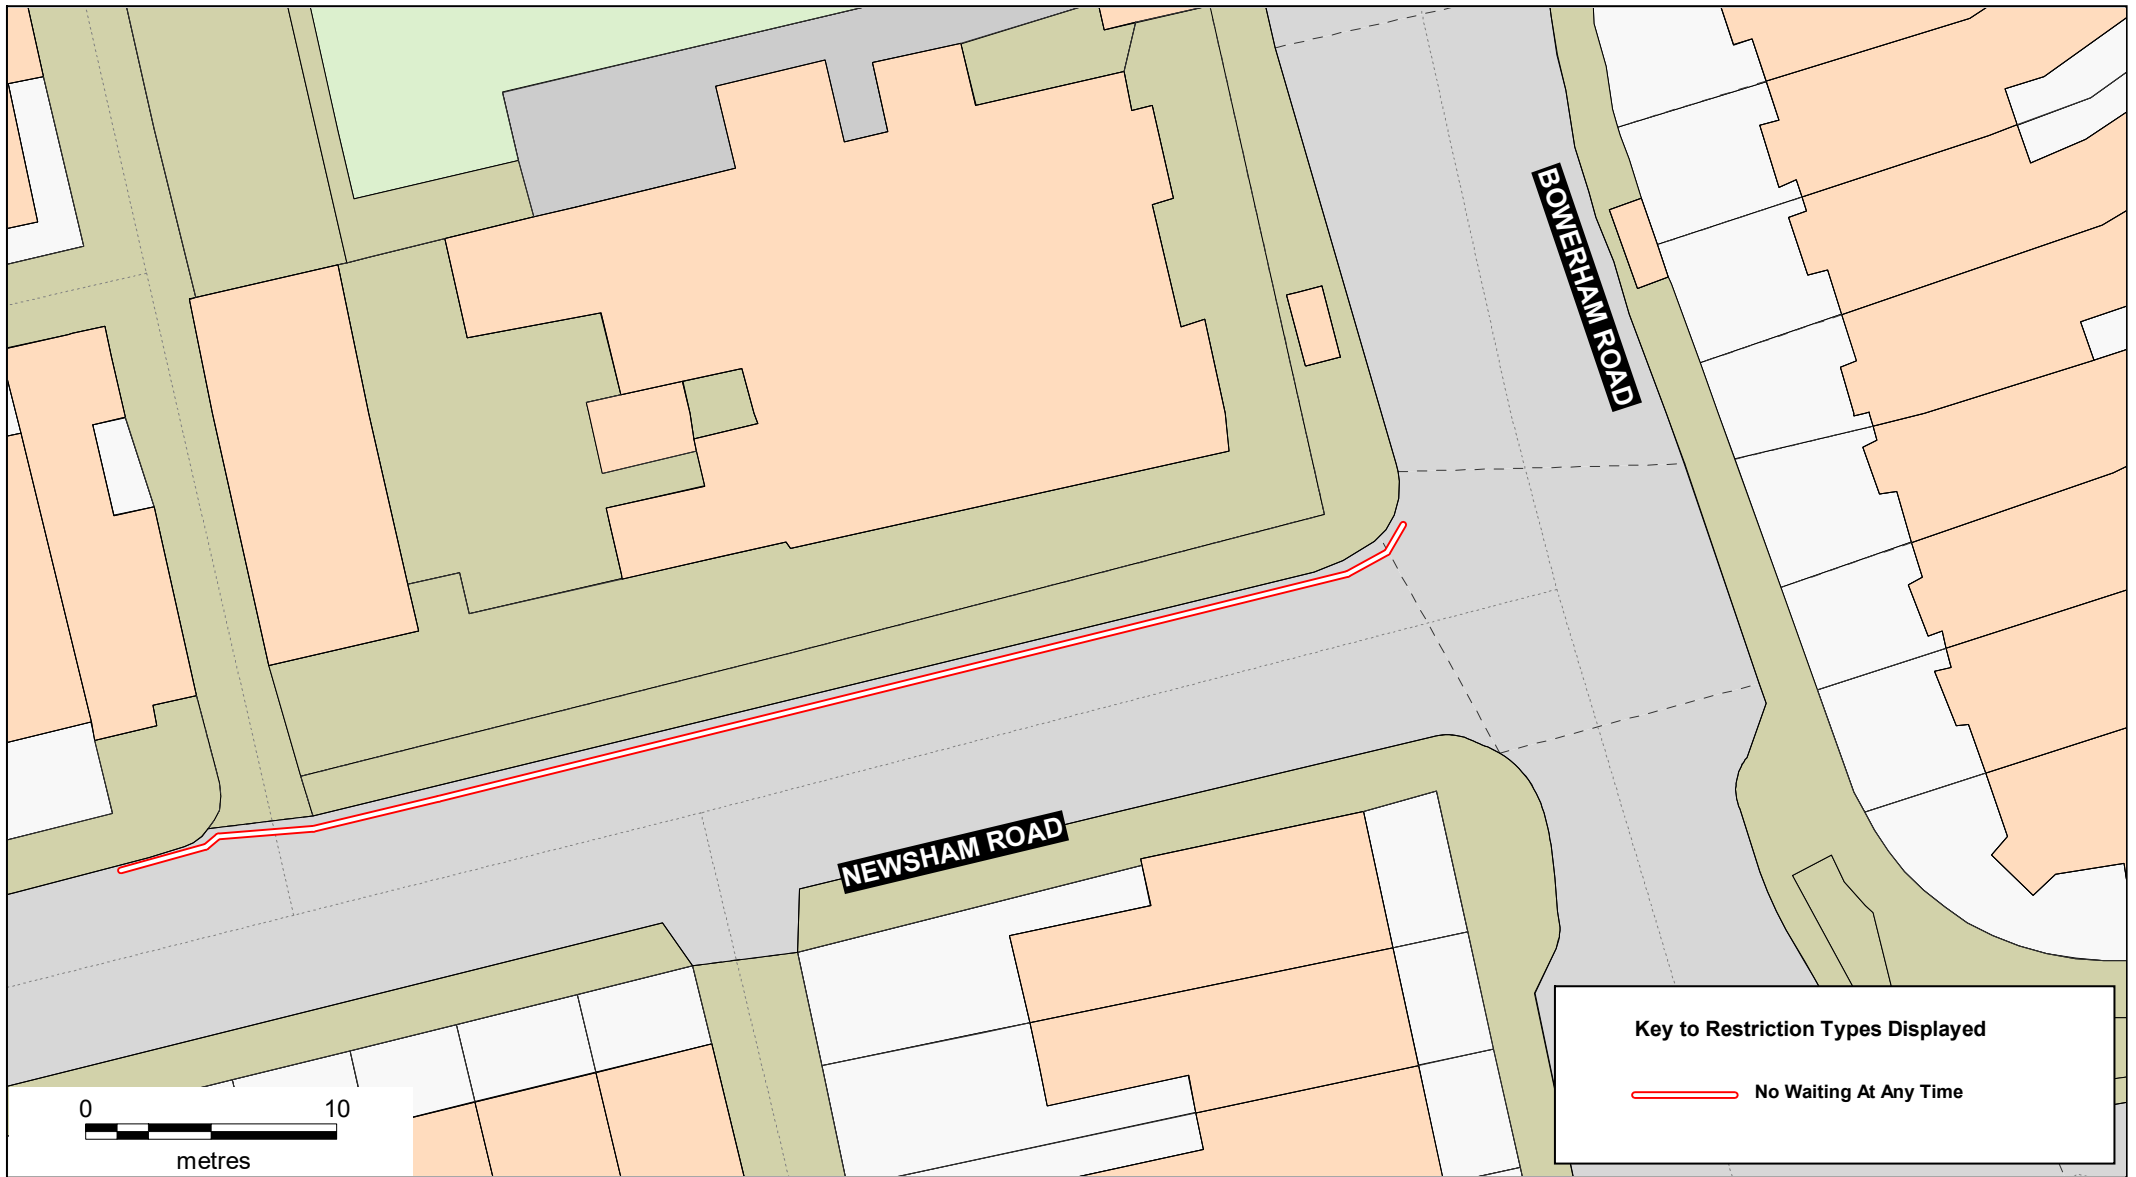 BOWERHAM ROAD
NEWSHAM ROAD
Key to Restriction Types Displayed
No Waiting At Any Time
0 10
metres